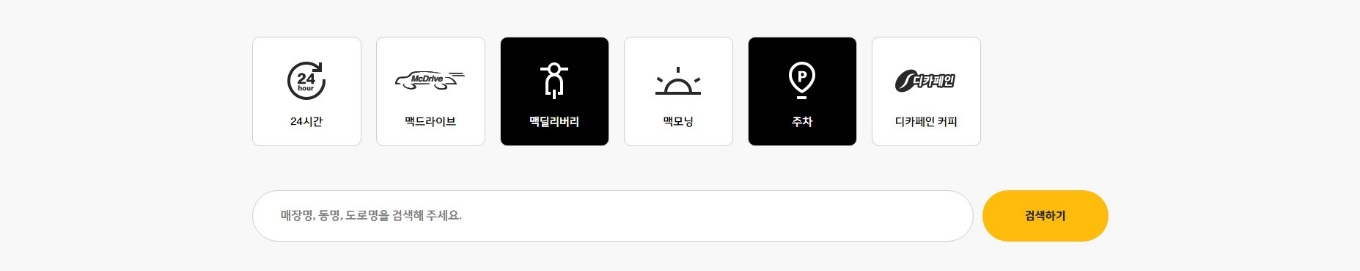 24
hour
24시간
McDrive
맥드라이브
맥딜리버리
맥모닝
P
주차
디카페인
디카페인 커피
매장명, 동명, 도로명을 검색해 주세요.
검색하기